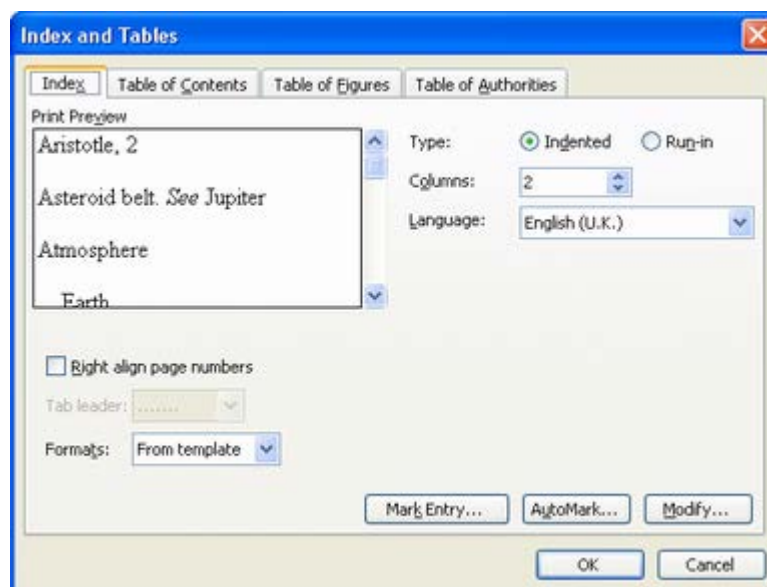 Index and Tables
Index Table of Contents Table of Figures Table of Authorities
Print Preview
Aristotle, 2
Asteroid belt. See Jupiter
Atmosphere
Earth
Type: Indented Run-in
Columns: 2
Language: English (U.K.)
Right align page numbers
Tab leader: .......
Formats: From template
Mark Entry... AutoMark... Modify...
OK Cancel